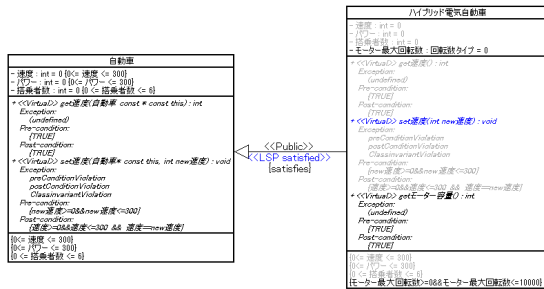 自動車
- 速度 : int = 0 {0<= 速度 <= 300}
- パワー : int = 0 {0<= パワー <= 300}
- 搭乗者数 : int = 0 {0<= 搭乗者数 <= 6}
+ <<Virtual>> get速度(自動車 const * const this) : int
Exception:
(undefined)
Pre-condition:
{TRUE}
Post-condition:
{TRUE}
+ <<Virtual>> set速度(自動車* const this, int new速度) : void
Exception:
preConditionViolation
postConditionViolation
ClassinvariantViolation
Pre-condition:
{new速度>=0&&new速度<=300}
Post-condition:
{速度>=0&&速度<=300 && 速度==new速度}
{0<= 速度 <= 300}
{0 <= パワー <= 300}
{0 <= 搭乗者数 <= 6}
<<Public>>
<<LSP satisfied>>
{satisfies}
ハイブリッド電気自動車
- 速度 : int = 0
- パワー : int = 0
- 搭乗者数 : int = 0
- モーター最大回転数 : 回転数タイプ = 0
+ <<Virtual>> get速度() : int
Exception:
(undefined)
Pre-condition:
{TRUE}
Post-condition:
{TRUE}
+ <<Virtual>> set速度(int new速度) : void
Exception:
preConditionViolation
postConditionViolation
ClassinvariantViolation
Pre-condition:
{new速度>=0&&new速度<=300}
Post-condition:
{速度>=0&&速度<=300 && 速度==new速度}
+ <<Virtual>> getモーター容量() : int
Exception:
(undefined)
Pre-condition:
{TRUE}
Post-condition:
{TRUE}
{0<= 速度 <= 300}
{0 <= パワー <= 300}
{0 <= 搭乗者数 <= 6}
{モーター最大回転数>=0&&モーター最大回転数<=10000}